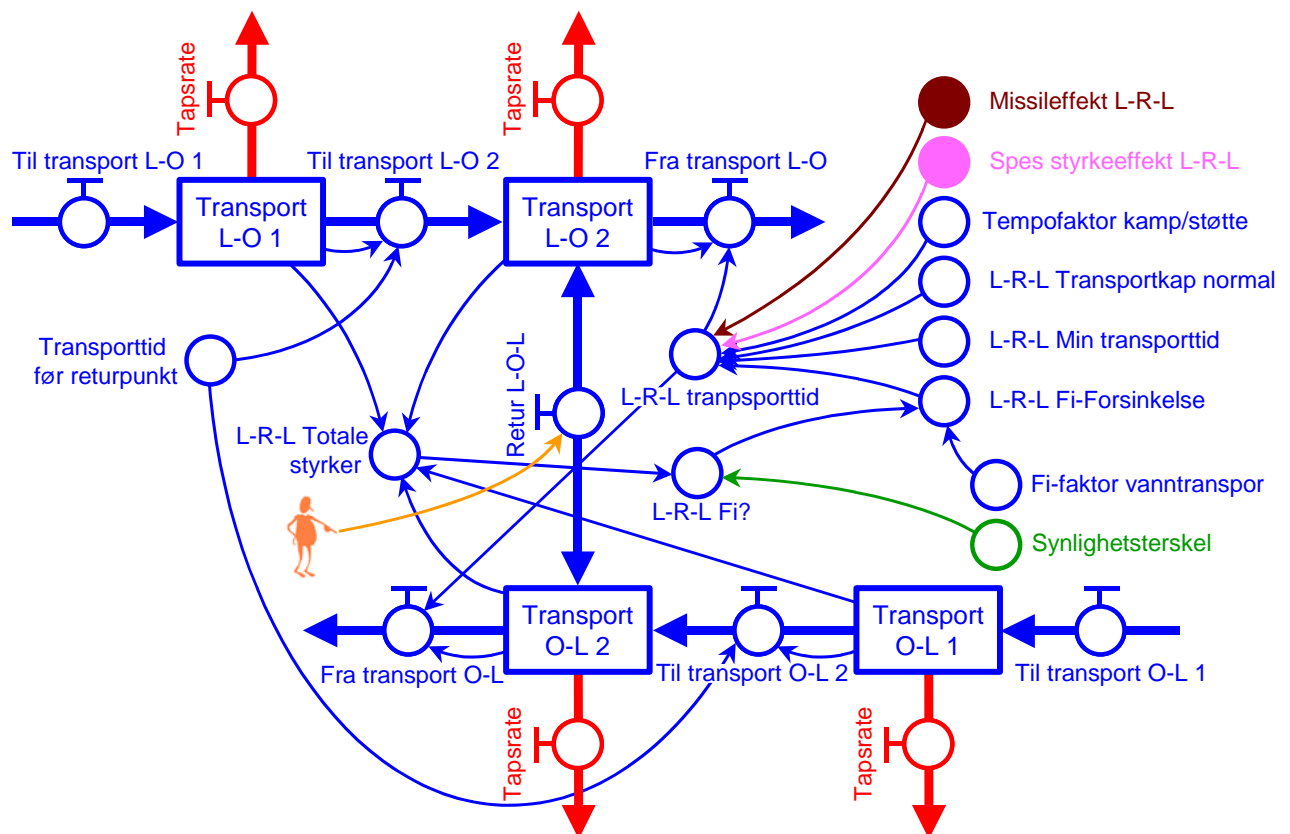 Tapsrate
Tapsrate
Missileffekt L-R-L
Til transport L-O 1
Til transport L-O 2
Fra transport L-O
Spes styrkeeffekt L-R-L
Transport
L-O 1
Transport
L-O 2
Tempofaktor kamp/støtte
L-R-L Transportkap normal
Transporttid
før returpunkt
Retur L-O-L
L-R-L tranpsporttid
L-R-L Min transporttid
L-R-L Fi-Forsinkelse
L-R-L Totale
styrker
L-R-L Fi?
Fi-faktor vanntranspor
Synlighetsterskel
Transport
O-L 2
Transport
O-L 1
Fra transport O-L
Til transport O-L 2
Til transport O-L 1
Tapsrate
Tapsrate